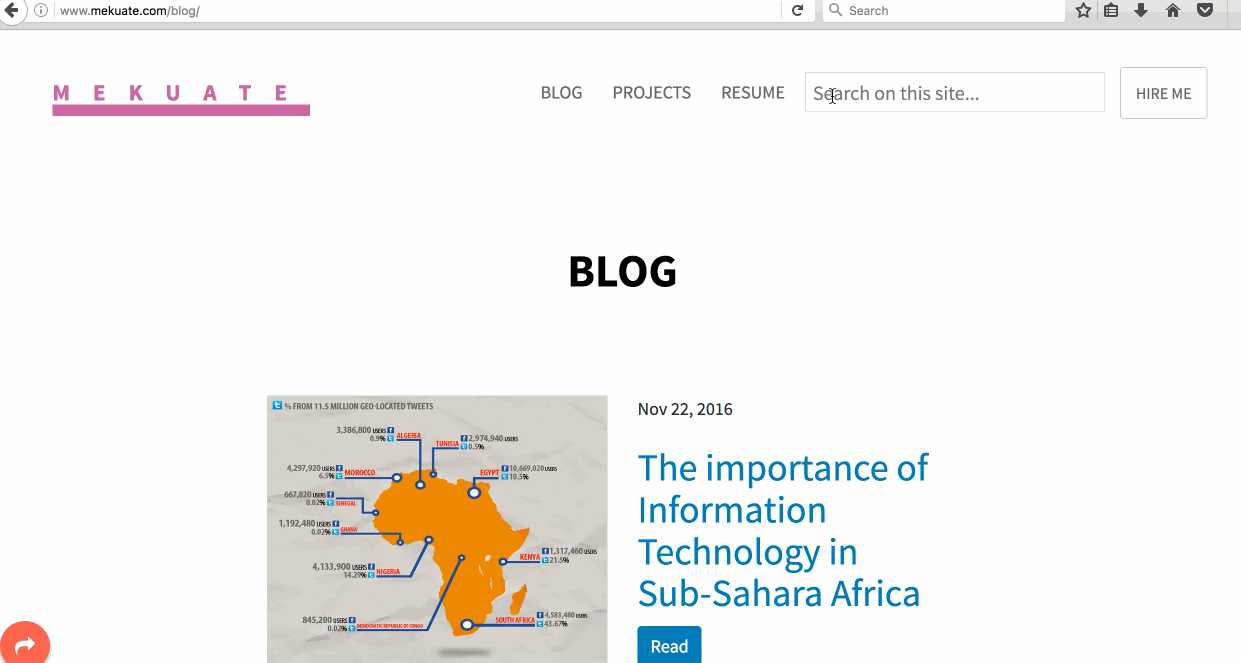 www.mekuate.com/blog/
Search
MEKUATE
BLOG
PROJECTS
RESUME
Search on this site...
HIRE ME
BLOG
% FROM 11.5 MILLION GEO-LOCATED TWEETS
3,386,800 USERS
0.9% ALGERIA
TUNISIA 2,974,940 USERS
0.5%
4,297,920 USERS
6.5% MOROCCO
EGYPT 10,669,020 USERS
10.5%
667,820 USERS
0.02% SENEGAL
1,192,480 USERS
0.02% GHANA
KENYA 1,317,460 USERS
21.5%
4,133,900 USERS
14.29% NIGERIA
845,200 USERS
0.02% DEMOCRATIC REPUBLIC OF CONGO
SOUTH AFRICA 4,583,480 USERS
43.67%
Nov 22, 2016
The importance of
Information
Technology in
Sub-Sahara Africa
Read